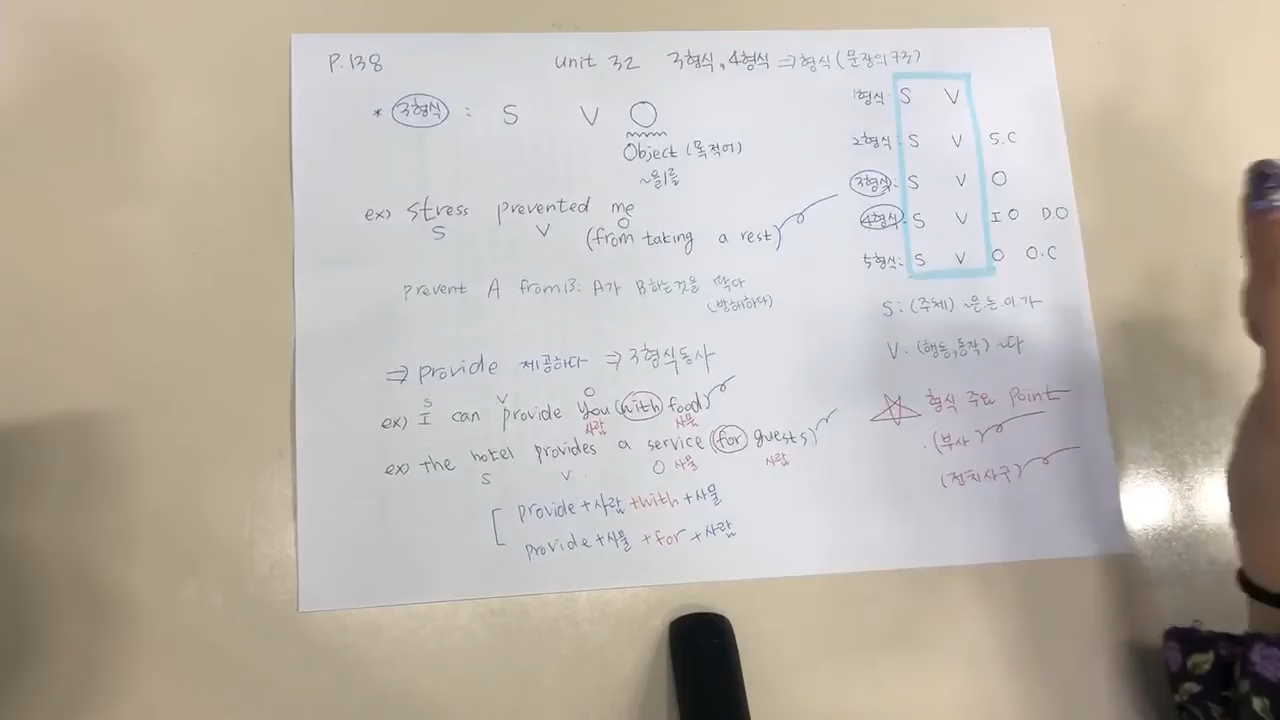 P.138
unit 32 3형식, 4형식 ⇒ 형식 (문장의 구조)
* 3형식 : S V O
Object (목적어)
~을/를
ex) stress prevented me
S V O
(from taking a rest)
prevent A from B: A가 B하는것을 막다
(방해하다)
⇒ provide 제공하다 ⇒ 3형식동사
S V O
ex) I can provide you (with food)
사람 사물
ex) the hotel provides a service (for guests)
S V O 사물 사람
provide+사람+with+사물
provide+사물+for+사람
1형식: S V
2형식: S V S.C
3형식: S V O
4형식: S V I.O D.O
5형식: S V O O.C
S: (주체) ~은.는.이.가
V. (행동,동작) ~다
형식 주요 Point
. (부사)
(전치사구)